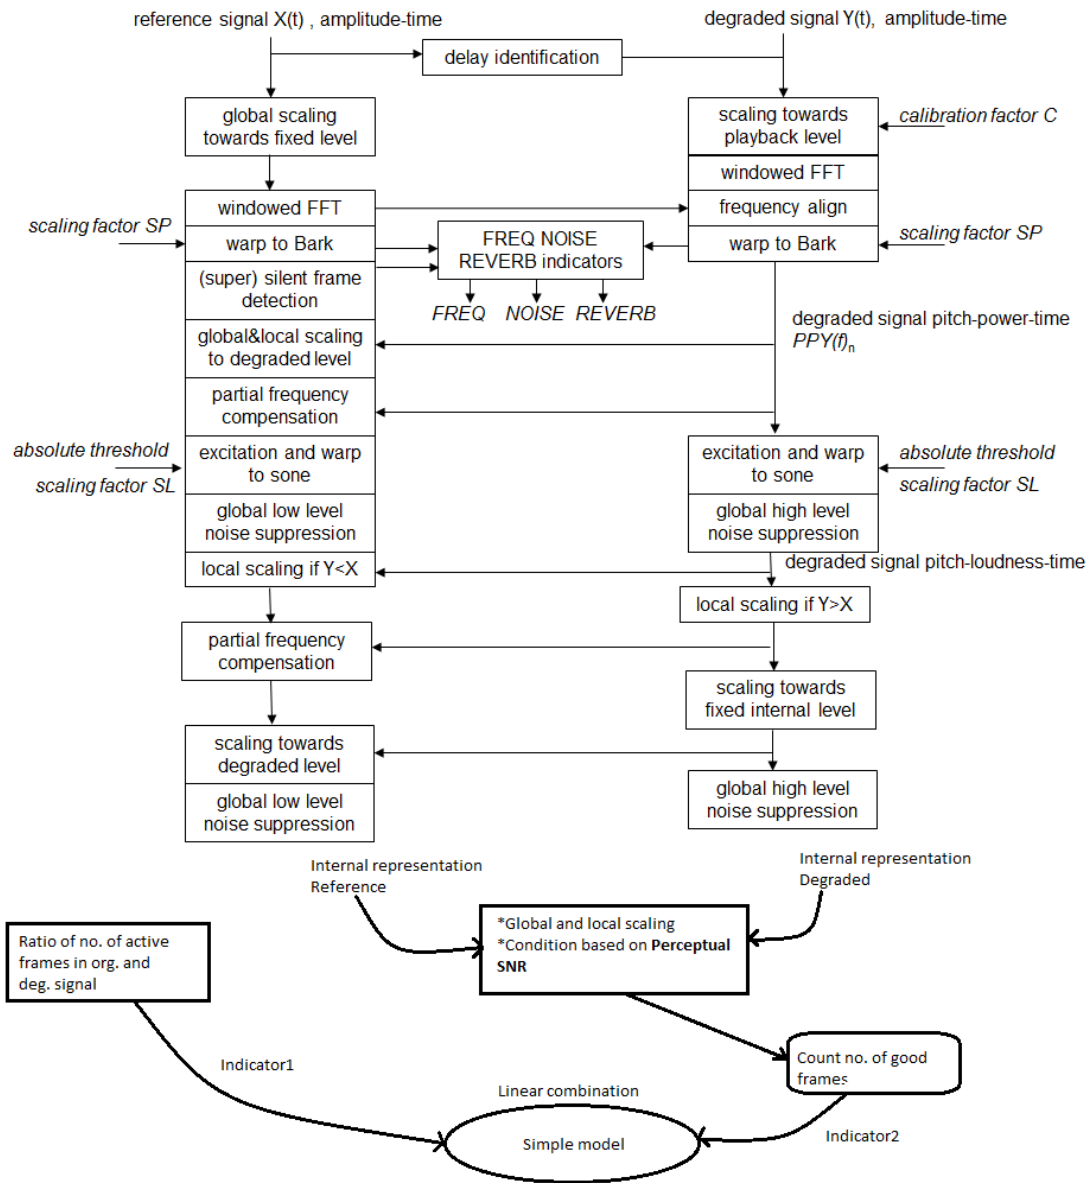 reference signal X(t) , amplitude-time
degraded signal Y(t), amplitude-time
delay identification
global scaling
towards fixed level
scaling towards
playback level
calibration factor C
windowed FFT
windowed FFT
frequency align
scaling factor SP
warp to Bark
FREQ NOISE
REVERB indicators
warp to Bark
scaling factor SP
(super) silent frame
detection
FREQ NOISE REVERB
global&local scaling
to degraded level
degraded signal pitch-power-time
PPY(f)n
partial frequency
compensation
absolute threshold
scaling factor SL
excitation and warp
to sone
excitation and warp
to sone
absolute threshold
scaling factor SL
global low level
noise suppression
global high level
noise suppression
local scaling if Y<X
degraded signal pitch-loudness-time
local scaling if Y>X
partial frequency
compensation
scaling towards
fixed internal level
scaling towards
degraded level
global low level
noise suppression
global high level
noise suppression
Internal representation
Reference
Internal representation
Degraded
*Global and local scaling
*Condition based on Perceptual
SNR
Ratio of no. of active
frames in org. and
deg. signal
Count no. of good
frames
Indicator1
Linear combination
Simple model
Indicator2